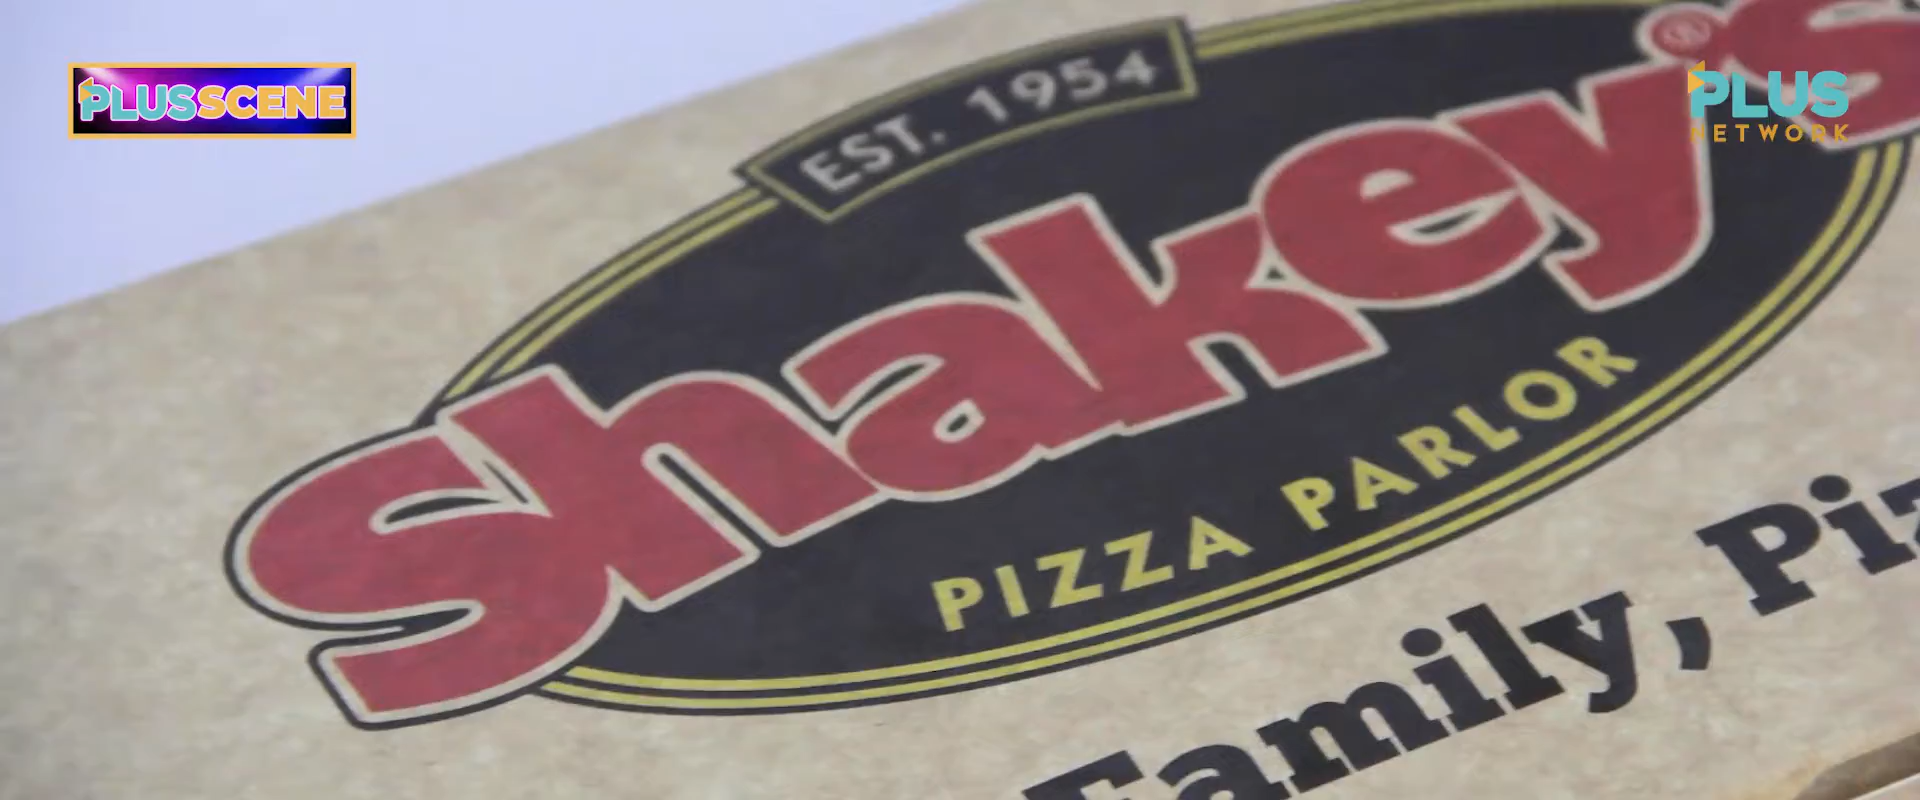 PLUSSCENE
PLUS
NETWORK
EST. 1954
Shakey's®
PIZZA PARLOR
Family,